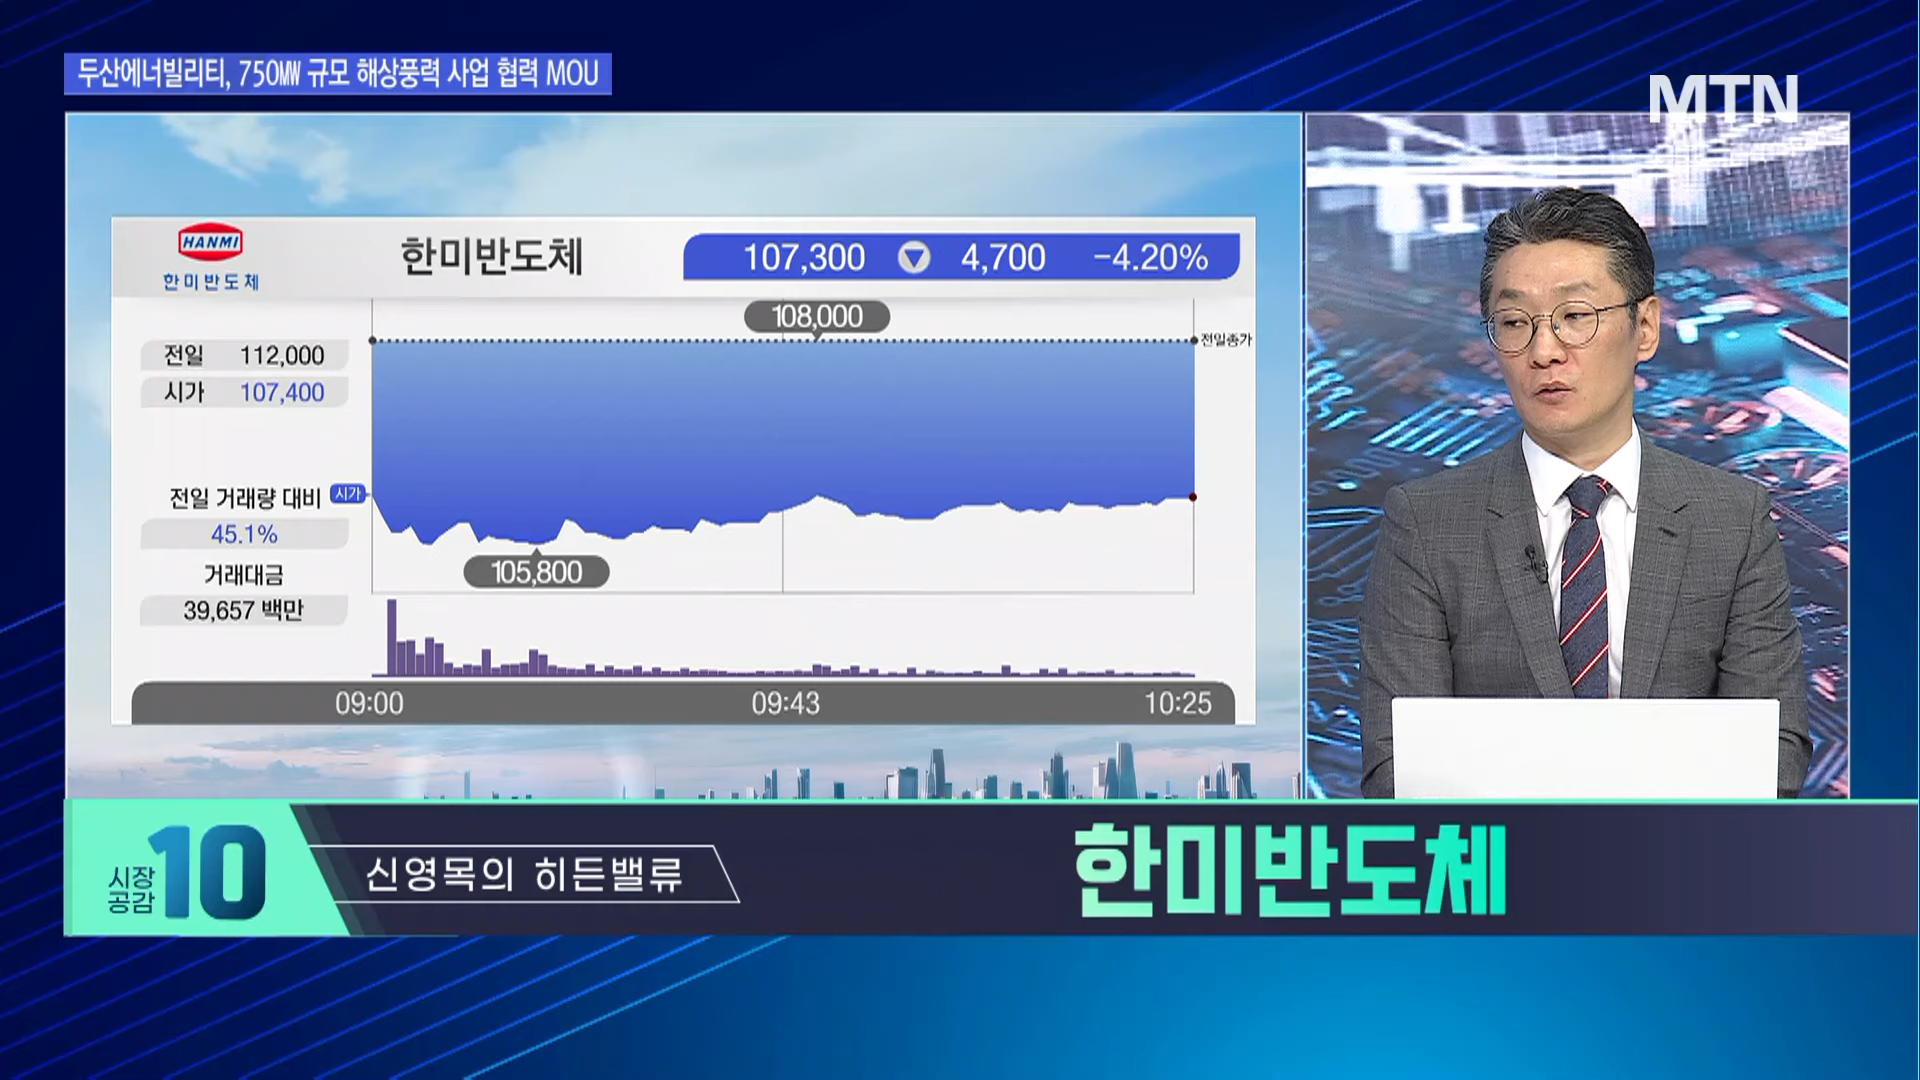 두산에너빌리티, 750㎿ 규모 해상풍력 사업 협력 MOU
MTN
HANMI
한미반도체
한미반도체
107,300 ▼ 4,700 -4.20%
108,000
전일종가
전일 112,000
시가 107,400
전일 거래량 대비
시가
45.1%
105,800
거래대금
39,657 백만
09:00 09:43 10:25
시장공감 10
신영목의 히든밸류
한미반도체